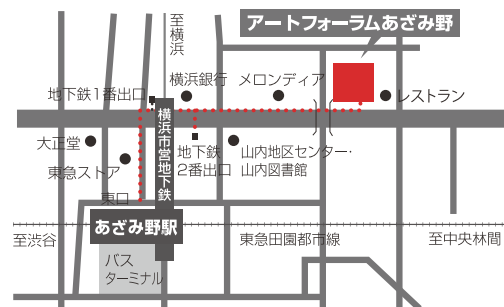 至横浜
アートフォーラムあざみ野
横浜銀行
メロンディア
地下鉄1番出口
レストラン
横浜市営地下鉄
大正堂
地下鉄
2番出口
山内地区センター・
山内図書館
東急ストア
東口
あざみ野駅
至渋谷
東急田園都市線
至中央林間
バス
ターミナル